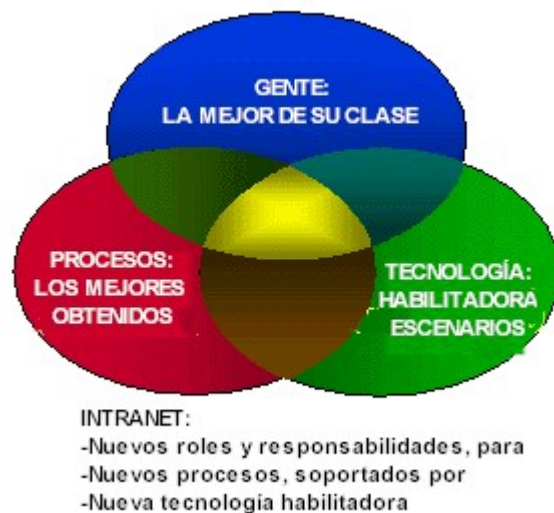 GENTE:
LA MEJOR DE SU CLASE
PROCESOS:
LOS MEJORES
OBTENIDOS
TECNOLOGÍA:
HABILITADORA
ESCENARIOS
INTRANET:
-Nuevos roles y responsabilidades, para
-Nuevos procesos, soportados por
-Nueva tecnología habilitadora